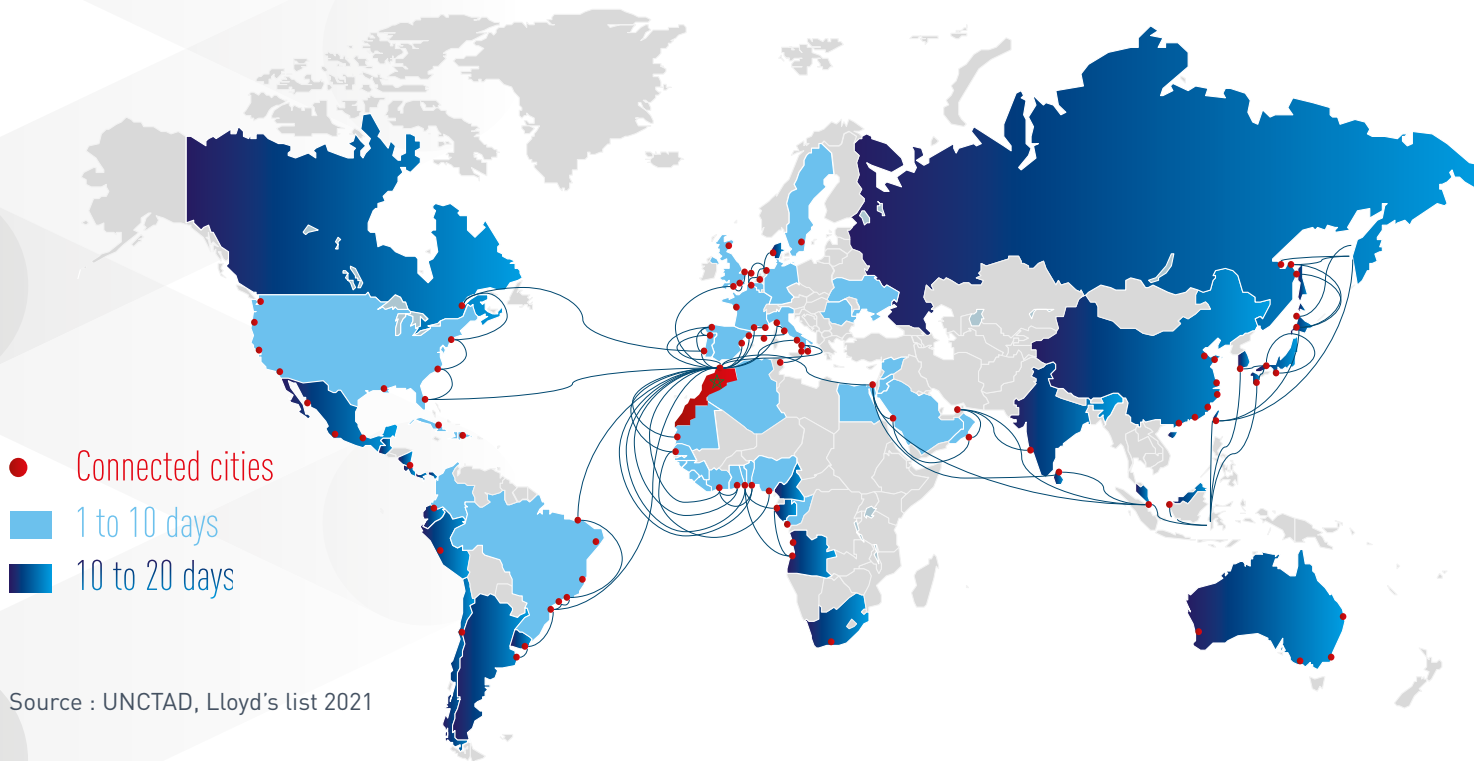 Connected cities
1 to 10 days
10 to 20 days
Source : UNCTAD, Lloyd’s list 2021